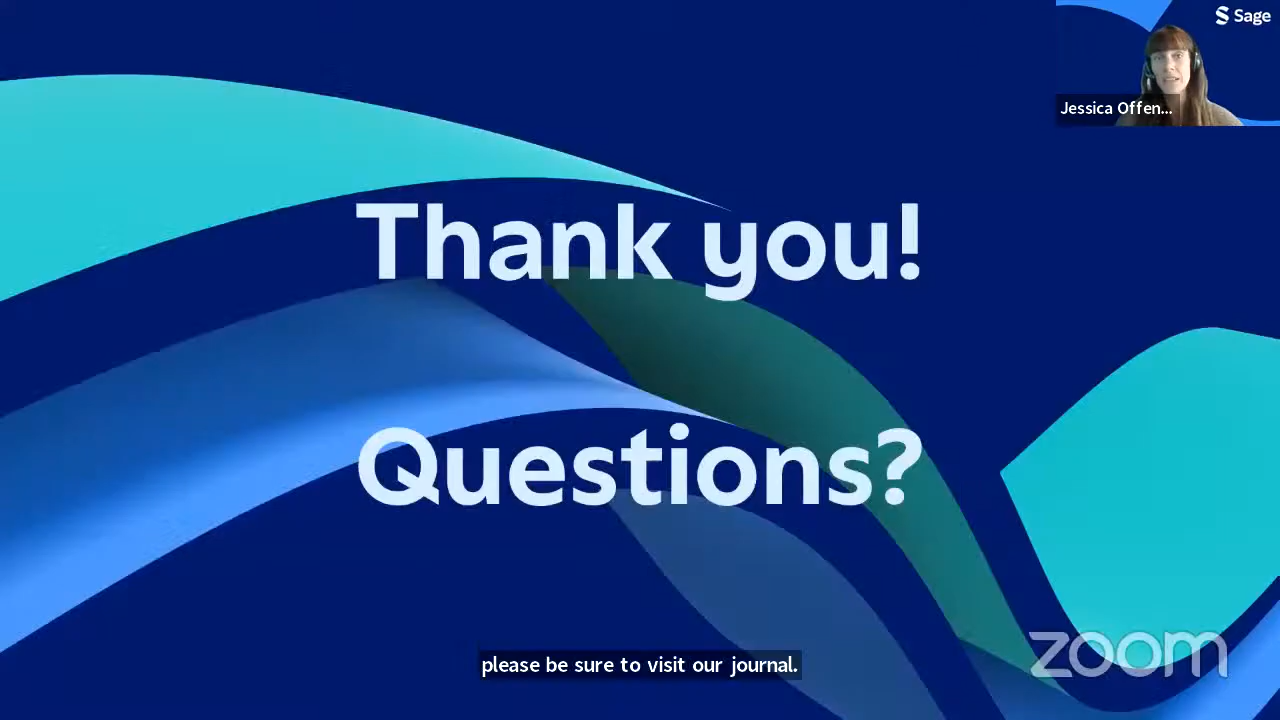 Sage
Jessica Offen...
Thank you!
Questions?
please be sure to visit our journal.
zoom